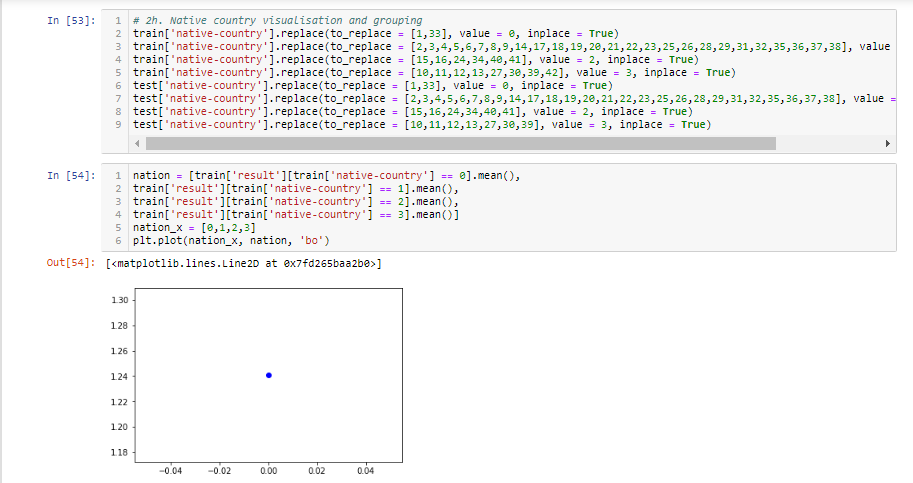 In [53]:
1 # 2h. Native country visualisation and grouping
2 train['native-country'].replace(to_replace = [1,33], value = 0, inplace = True)
3 train['native-country'].replace(to_replace = [2,3,4,5,6,7,8,9,14,17,18,19,20,21,22,23,25,26,28,29,31,32,35,36,37,38], value
4 train['native-country'].replace(to_replace = [15,16,24,34,40,41], value = 2, inplace = True)
5 train['native-country'].replace(to_replace = [10,11,12,13,27,30,39,42], value = 3, inplace = True)
6 test['native-country'].replace(to_replace = [1,33], value = 0, inplace = True)
7 test['native-country'].replace(to_replace = [2,3,4,5,6,7,8,9,14,17,18,19,20,21,22,23,25,26,28,29,31,32,35,36,37,38], value =
8 test['native-country'].replace(to_replace = [15,16,24,34,40,41], value = 2, inplace = True)
9 test['native-country'].replace(to_replace = [10,11,12,13,27,30,39], value = 3, inplace = True)
In [54]:
1 nation = [train['result'][train['native-country'] == 0].mean(),
2 train['result'][train['native-country'] == 1].mean(),
3 train['result'][train['native-country'] == 2].mean(),
4 train['result'][train['native-country'] == 3].mean()]
5 nation_x = [0,1,2,3]
6 plt.plot(nation_x, nation, 'bo')
Out[54]: [<matplotlib.lines.Line2D at 0x7fd265baa2b0>]
1.30
1.28
1.26
1.24
1.22
1.20
1.18
−0.04 −0.02 0.00 0.02 0.04